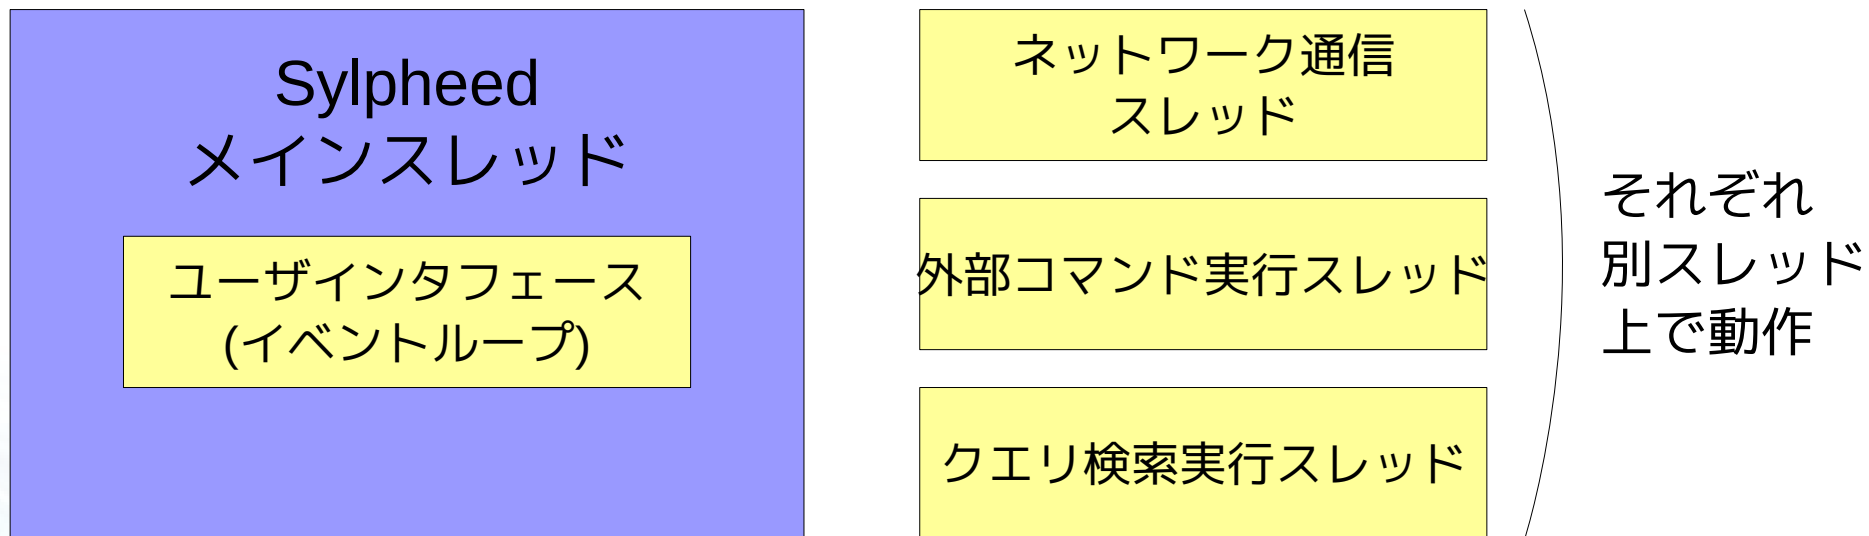 Sylpheed
メインスレッド
ユーザインタフェース
(イベントループ)
ネットワーク通信
スレッド
外部コマンド実行スレッド
クエリ検索実行スレッド
それぞれ
別スレッド
上で動作